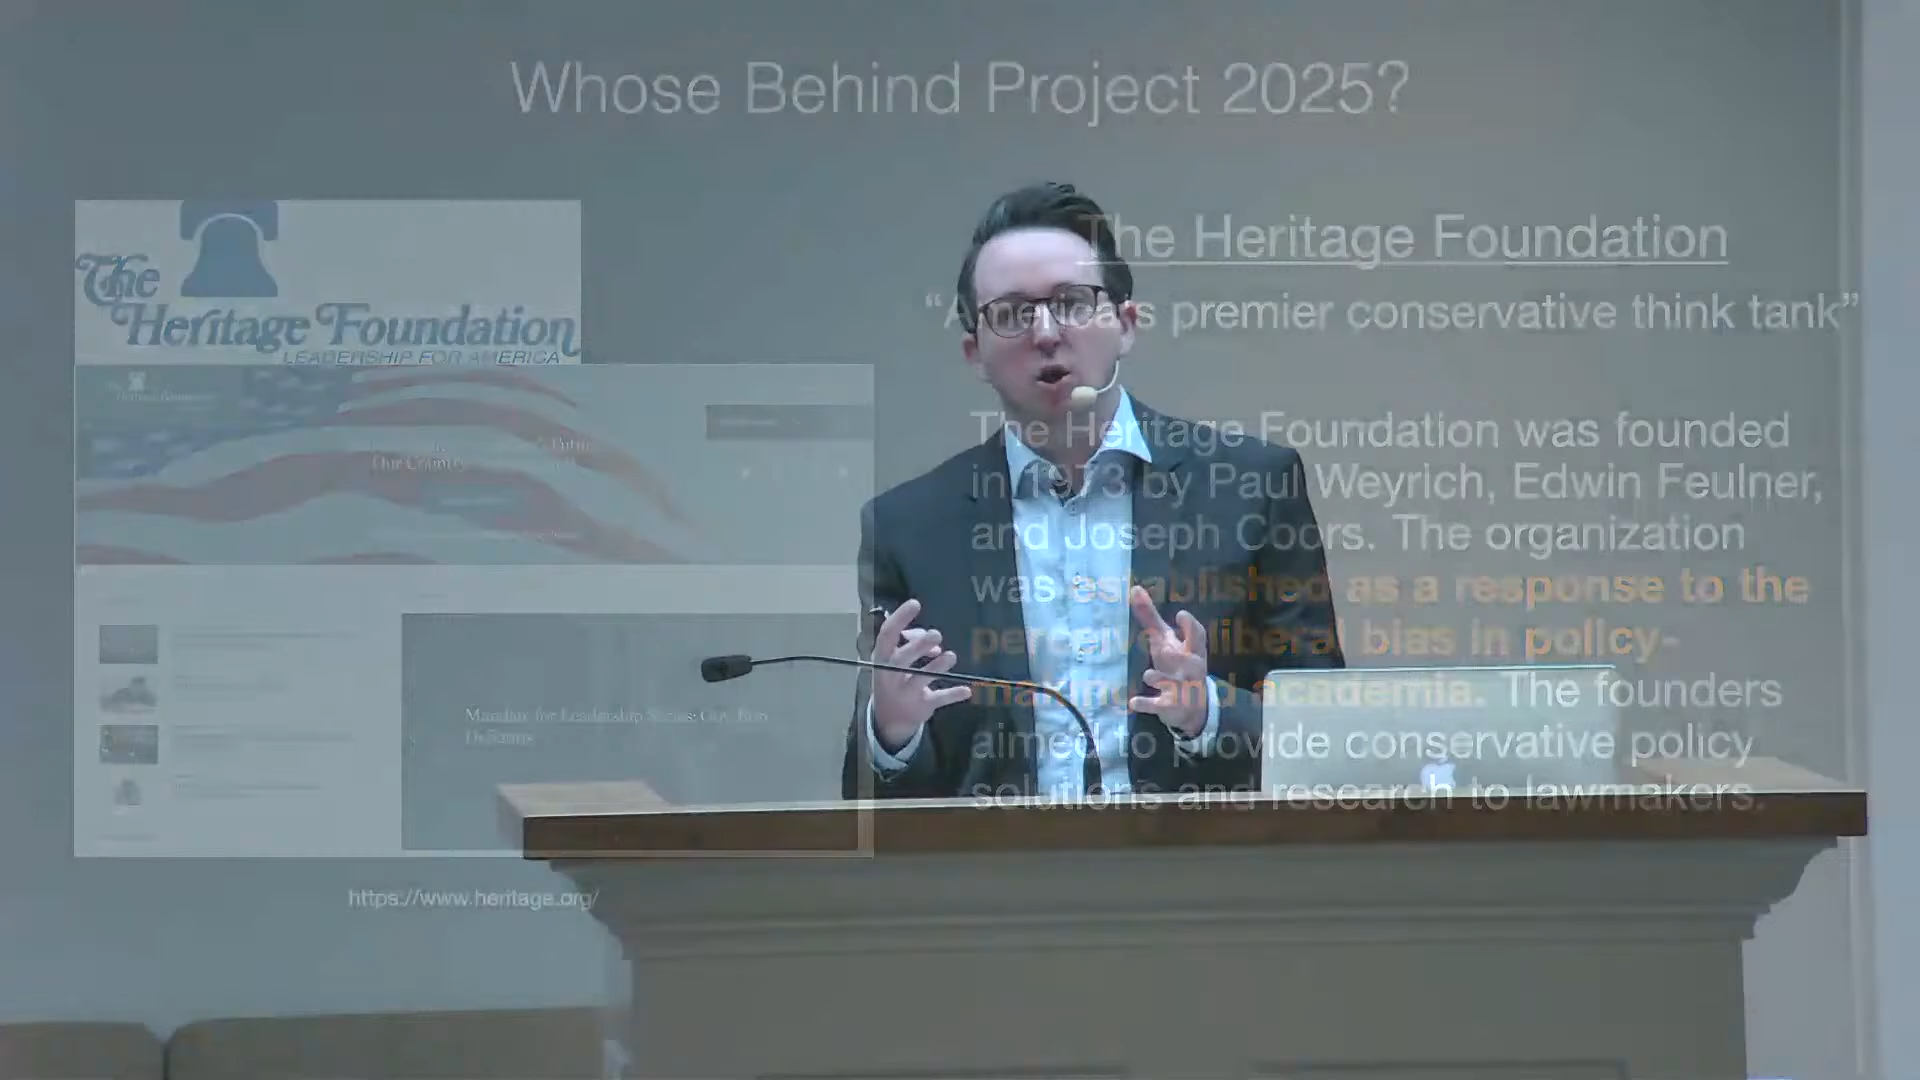 Whose Behind Project 2025?
The
Heritage Foundation
LEADERSHIP FOR AMERICA
Our Country
Mandate for Leadership Series:
https://www.heritage.org/
The Heritage Foundation
“America's premier conservative think tank”
The Heritage Foundation was founded
in 1973 by Paul Weyrich, Edwin Feulner,
and Joseph Coors. The organization
was established as a response to the
perceived liberal bias in policy-
making and academia. The founders
aimed to provide conservative policy
solutions and research to lawmakers.